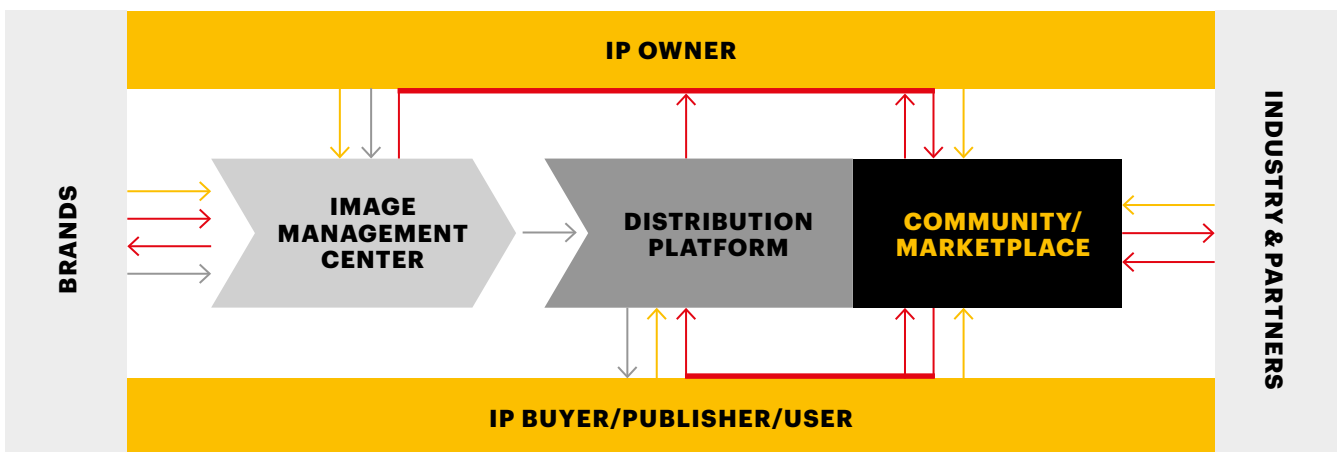 IP OWNER
BRANDS
IMAGE
MANAGEMENT
CENTER
DISTRIBUTION
PLATFORM
COMMUNITY/
MARKETPLACE
INDUSTRY & PARTNERS
IP BUYER/PUBLISHER/USER